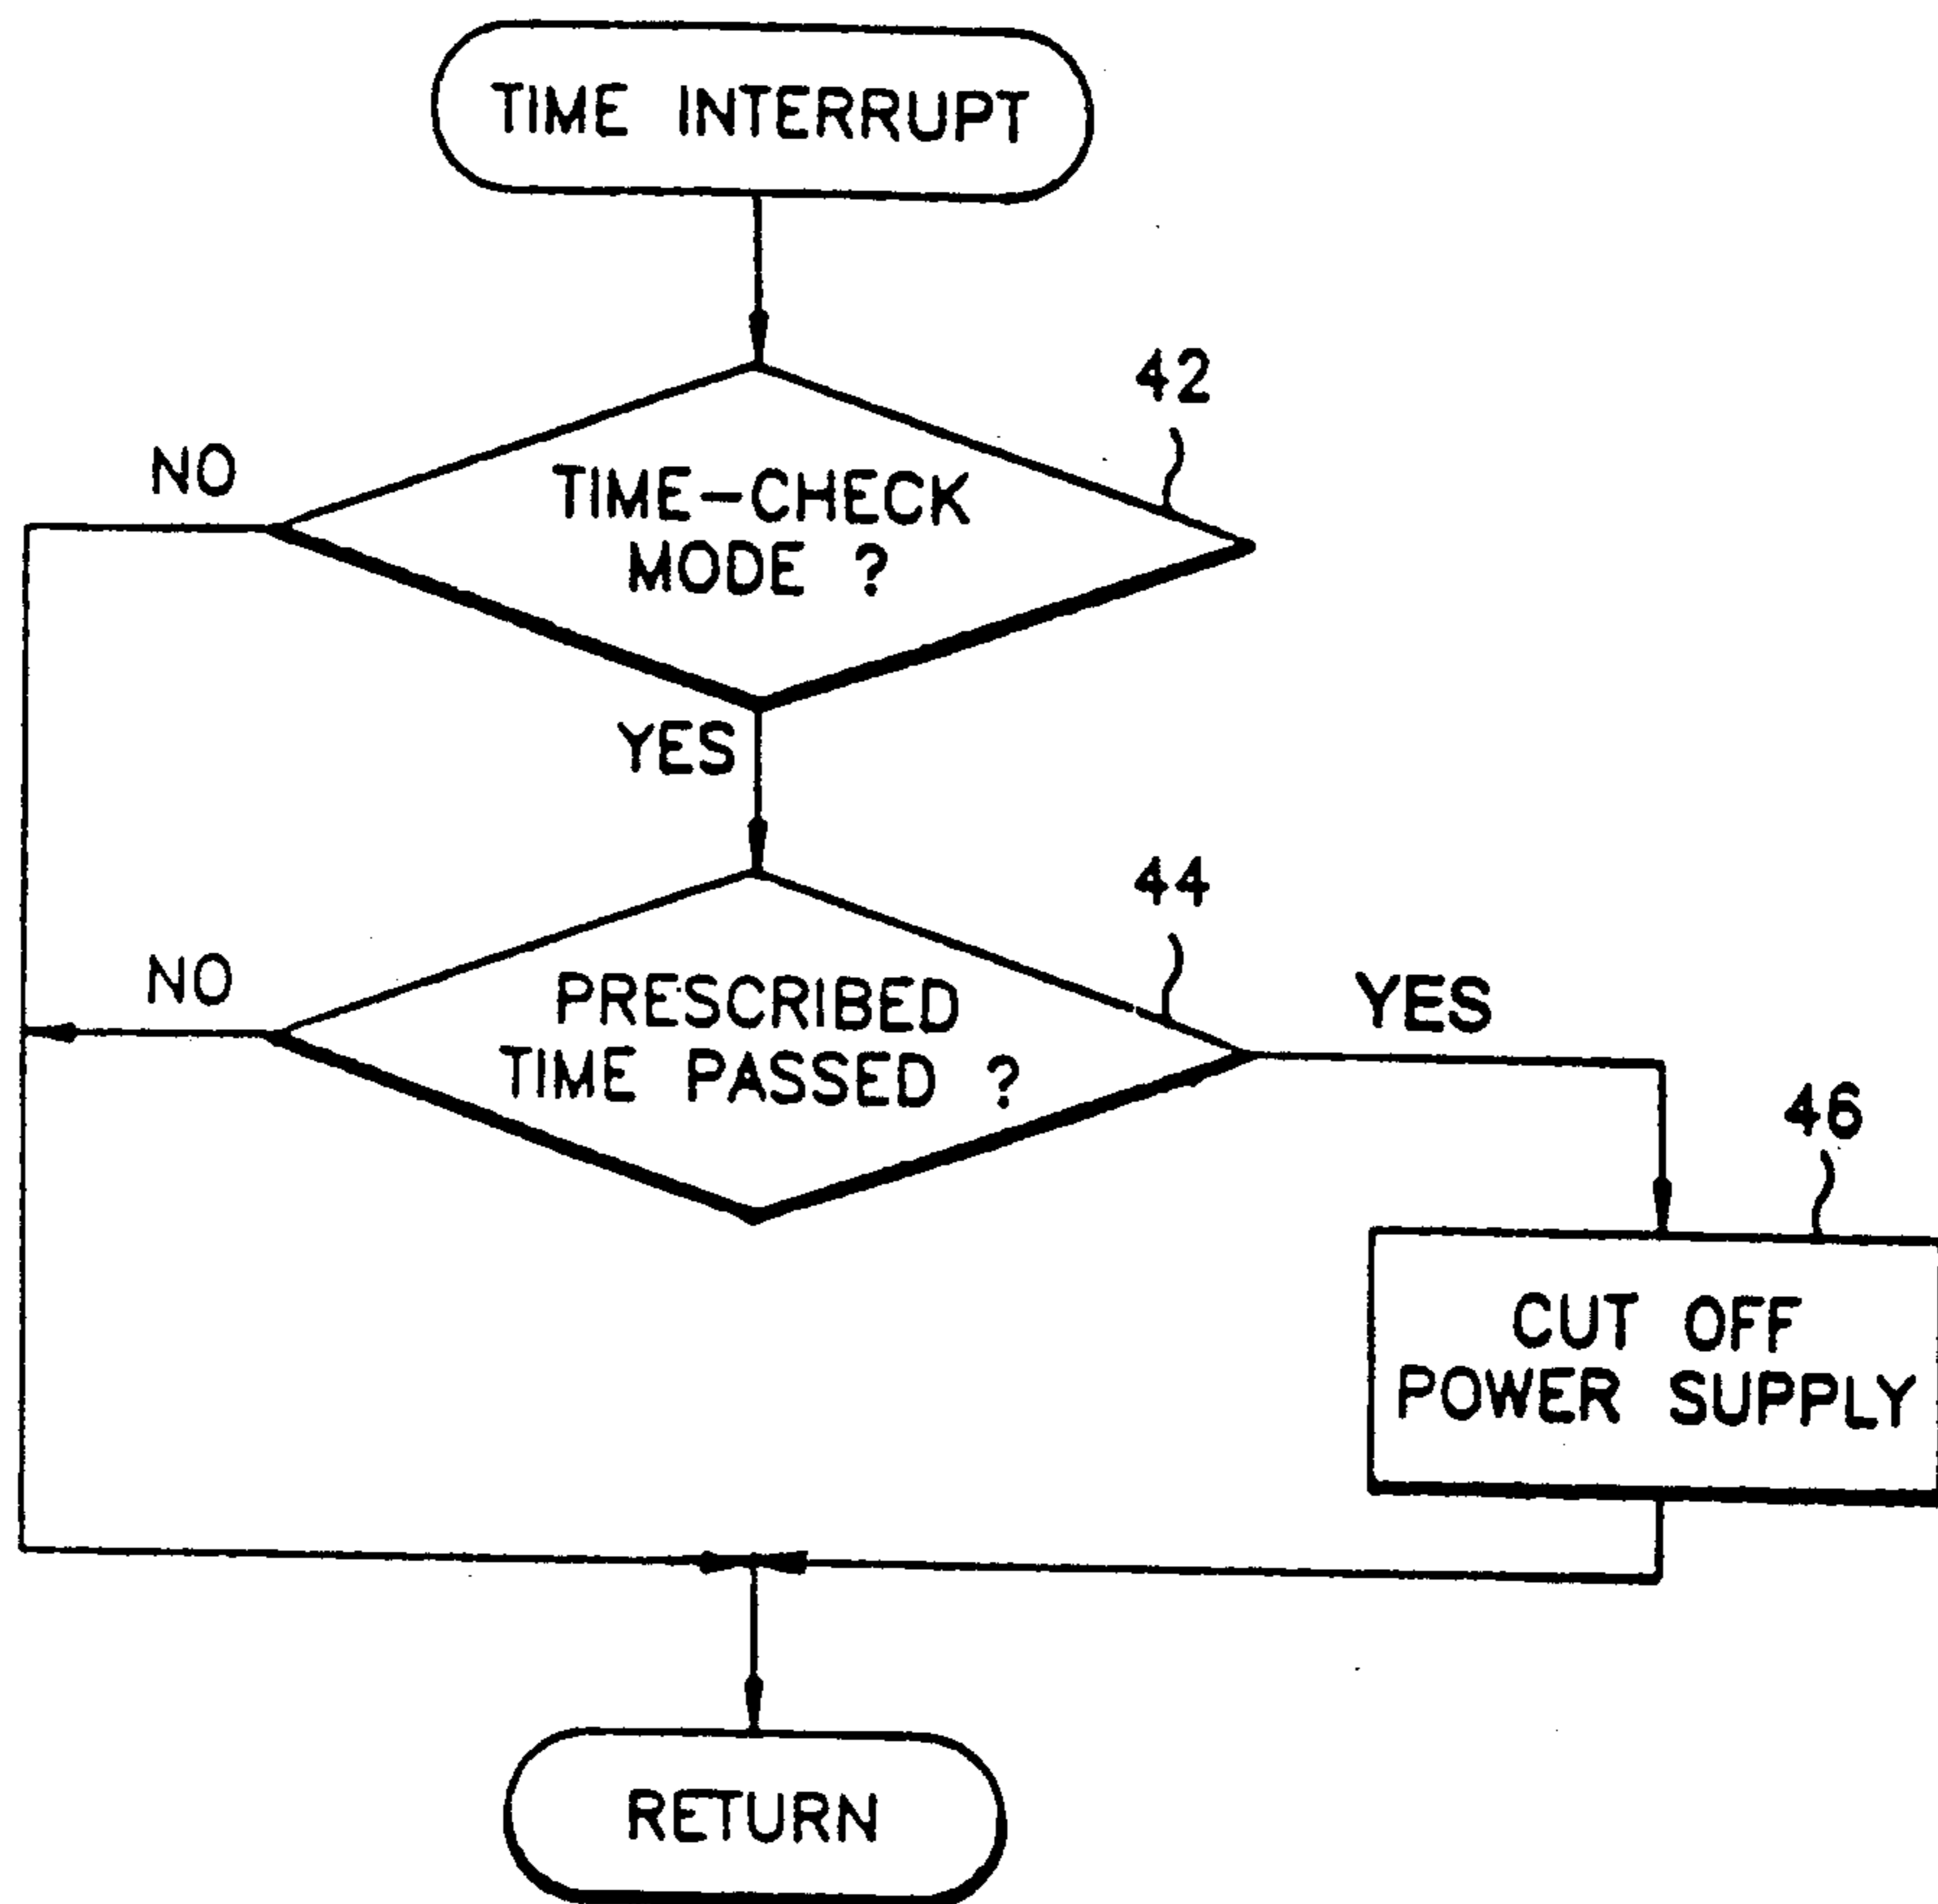 TIME INTERRUPT
42
NO
TIME-CHECK
MODE ?
YES
44
NO
PRESCRIBED
TIME PASSED ?
YES
46
CUT OFF
POWER SUPPLY
RETURN